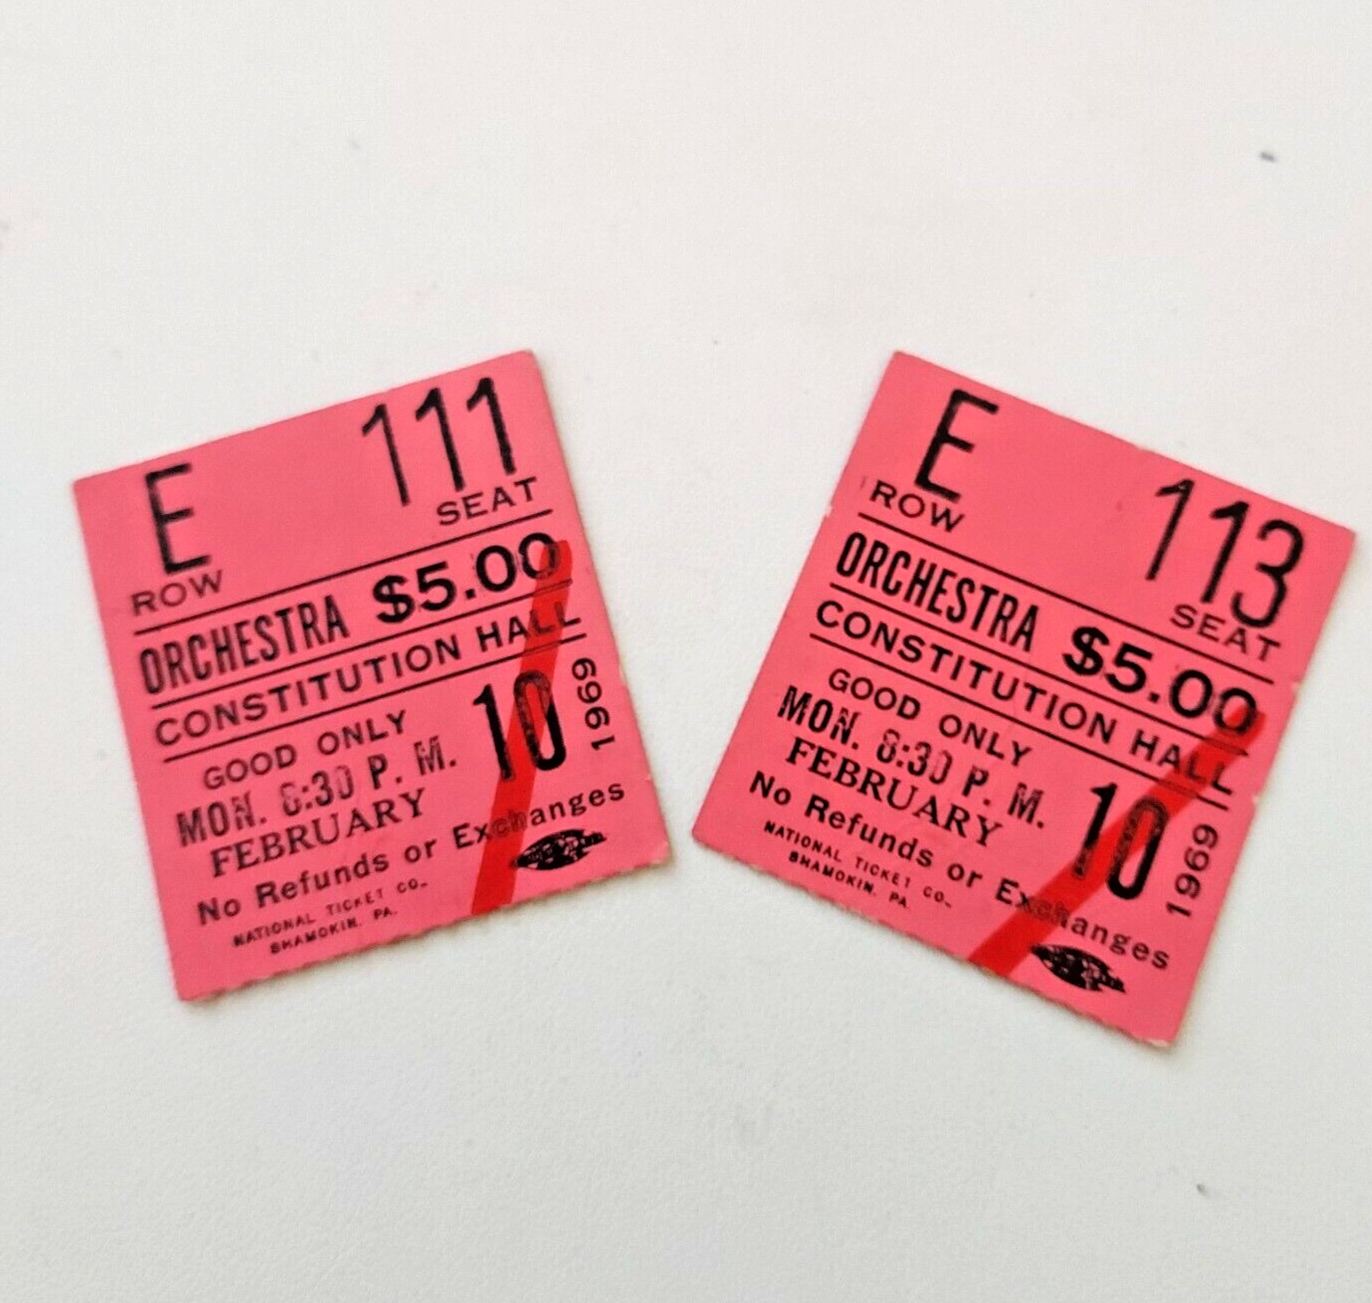 E 111
ROW SEAT
ORCHESTRA $5.00
CONSTITUTION HALL
GOOD ONLY
MON. 8:30 P. M. 10 1969
FEBRUARY
No Refunds or Exchanges
NATIONAL TICKET CO.
SHAMOKIN, PA.
E 113
ROW SEAT
ORCHESTRA $5.00
CONSTITUTION HALL
GOOD ONLY
MON. 8:30 P. M. 10 1969
FEBRUARY
No Refunds or Exchanges
NATIONAL TICKET CO.
SHAMOKIN, PA.